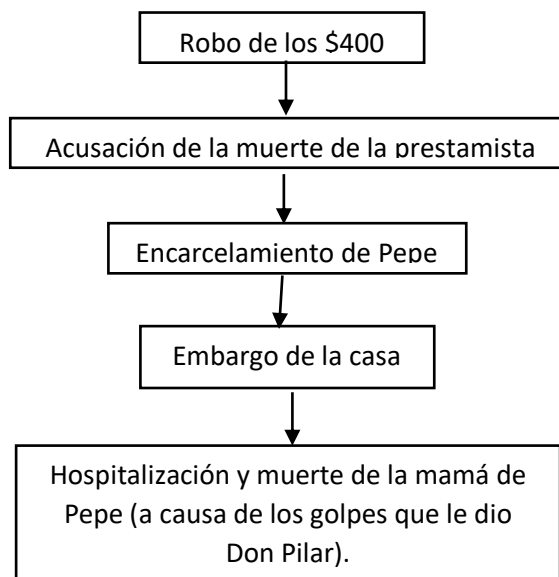 Robo de los $400
Acusación de la muerte de la prestamista
Encarcelamiento de Pepe
Embargo de la casa
Hospitalización y muerte de la mamá de
Pepe (a causa de los golpes que le dio
Don Pilar).